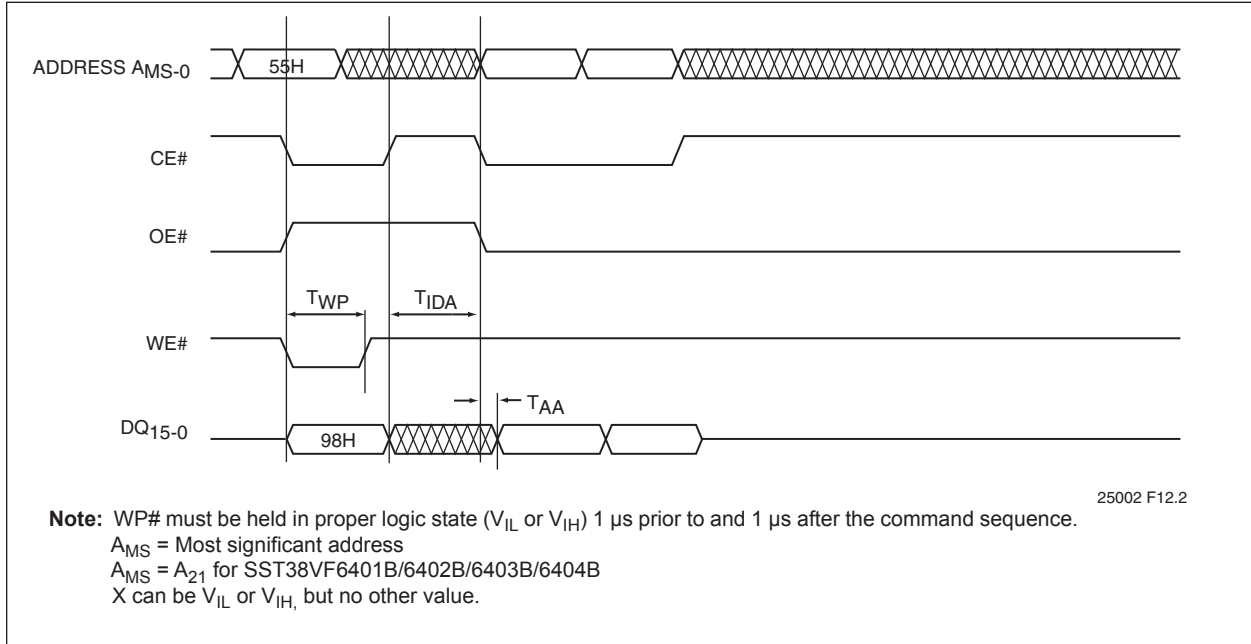 ADDRESS AMS-0
55H
CE#
OE#
TWP
TIDA
WE#
TAA
DQ15-0
98H
25002 F12.2
Note: WP# must be held in proper logic state (VIL or VIH) 1 µs prior to and 1 µs after the command sequence.
AMS = Most significant address
AMS = A21 for SST38VF6401B/6402B/6403B/6404B
X can be VIL or VIH, but no other value.